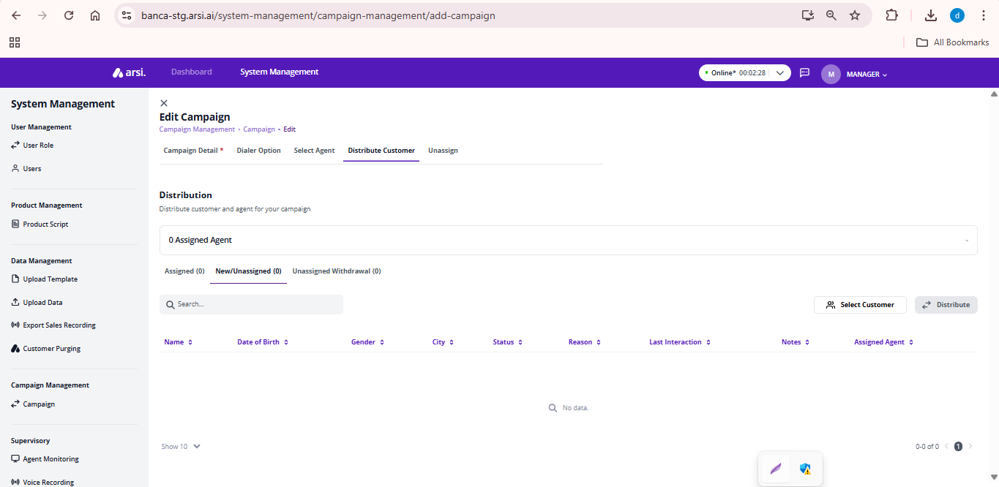 banca-stg.arsi.ai/system-management/campaign-management/add-campaign
d
All Bookmarks
arsi.
Dashboard
System Management
Online* 00:02:28
M
MANAGER
System Management
User Management
User Role
Users
Product Management
Product Script
Data Management
Upload Template
Upload Data
Export Sales Recording
Customer Purging
Campaign Management
Campaign
Supervisory
Agent Monitoring
Voice Recording
Edit Campaign
Campaign Management • Campaign • Edit
Campaign Detail * Dialer Option Select Agent Distribute Customer Unassign
Distribution
Distribute customer and agent for your campaign
0 Assigned Agent -
Assigned (0) New/Unassigned (0) Unassigned Withdrawal (0)
Search...
Select Customer
Distribute
Name Date of Birth Gender City Status Reason Last Interaction Notes Assigned Agent
No data.
Show 10
0-0 of 0 1